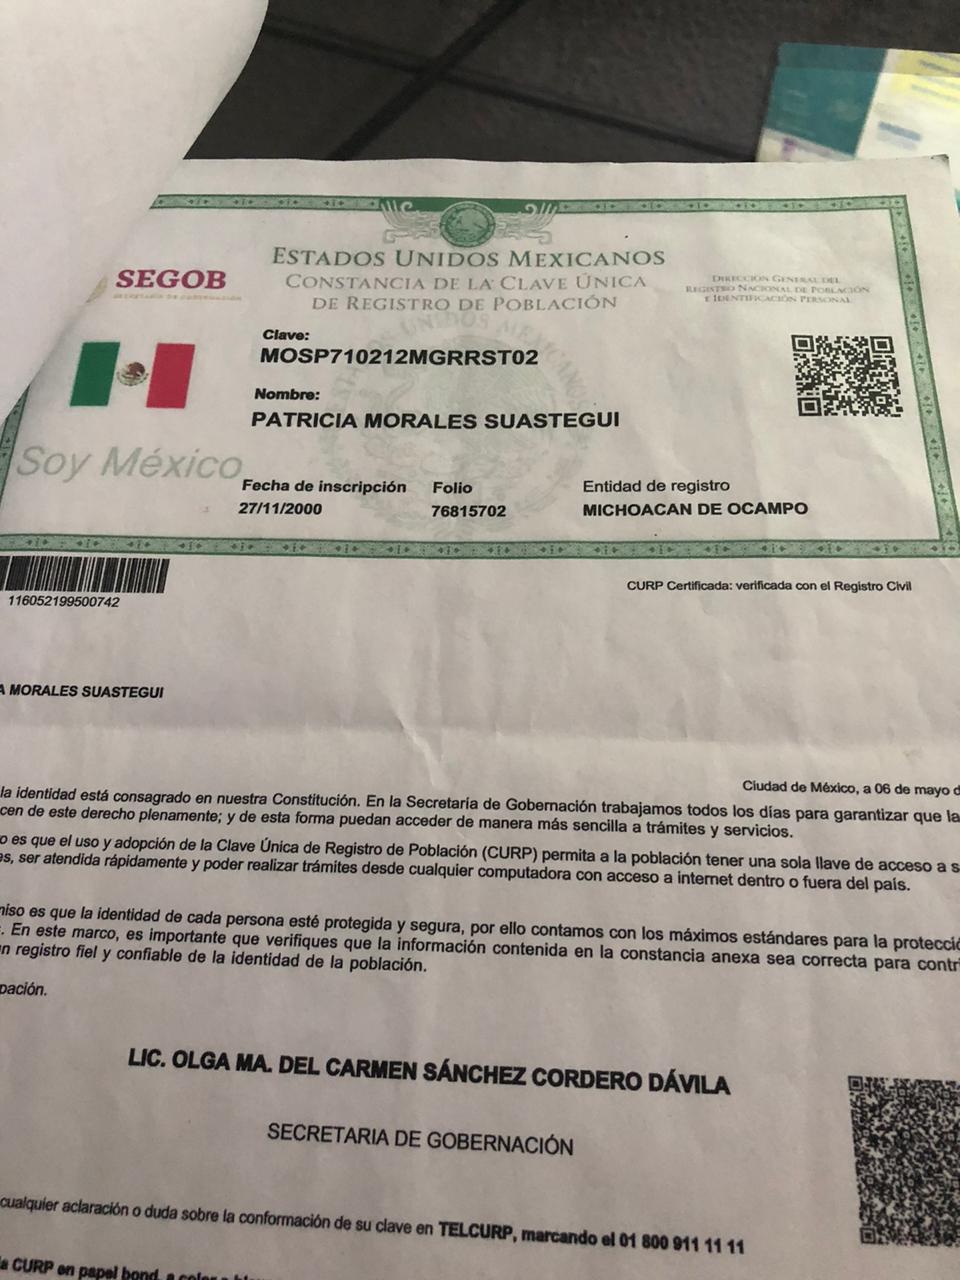 ESTADOS UNIDOS MEXICANOS
CONSTANCIA DE LA CLAVE ÚNICA
DE REGISTRO DE POBLACIÓN
SEGOB
SECRETARÍA DE GOBERNACIÓN
DIRECCIÓN GENERAL DEL
REGISTRO NACIONAL DE POBLACIÓN
E IDENTIFICACIÓN PERSONAL
Clave:
MOSP710212MGRRST02
Nombre:
PATRICIA MORALES SUASTEGUI
Soy México
Fecha de inscripción
27/11/2000
Folio
76815702
Entidad de registro
MICHOACAN DE OCAMPO
116052199500742
CURP Certificada: verificada con el Registro Civil
A MORALES SUASTEGUI
Ciudad de México, a 06 de mayo d
la identidad está consagrado en nuestra Constitución. En la Secretaría de Gobernación trabajamos todos los días para garantizar que la
cen de este derecho plenamente; y de esta forma puedan acceder de manera más sencilla a trámites y servicios.
o es que el uso y adopción de la Clave Única de Registro de Población (CURP) permita a la población tener una sola llave de acceso a s
es, ser atendida rápidamente y poder realizar trámites desde cualquier computadora con acceso a internet dentro o fuera del país.
miso es que la identidad de cada persona esté protegida y segura, por ello contamos con los máximos estándares para la protecció
. En este marco, es importante que verifiques que la información contenida en la constancia anexa sea correcta para contri
n registro fiel y confiable de la identidad de la población.
pación.
LIC. OLGA MA. DEL CARMEN SÁNCHEZ CORDERO DÁVILA
SECRETARIA DE GOBERNACIÓN
cualquier aclaración o duda sobre la conformación de su clave en TELCURP, marcando el 01 800 911 11 11
la CURP en papel bond, a color o